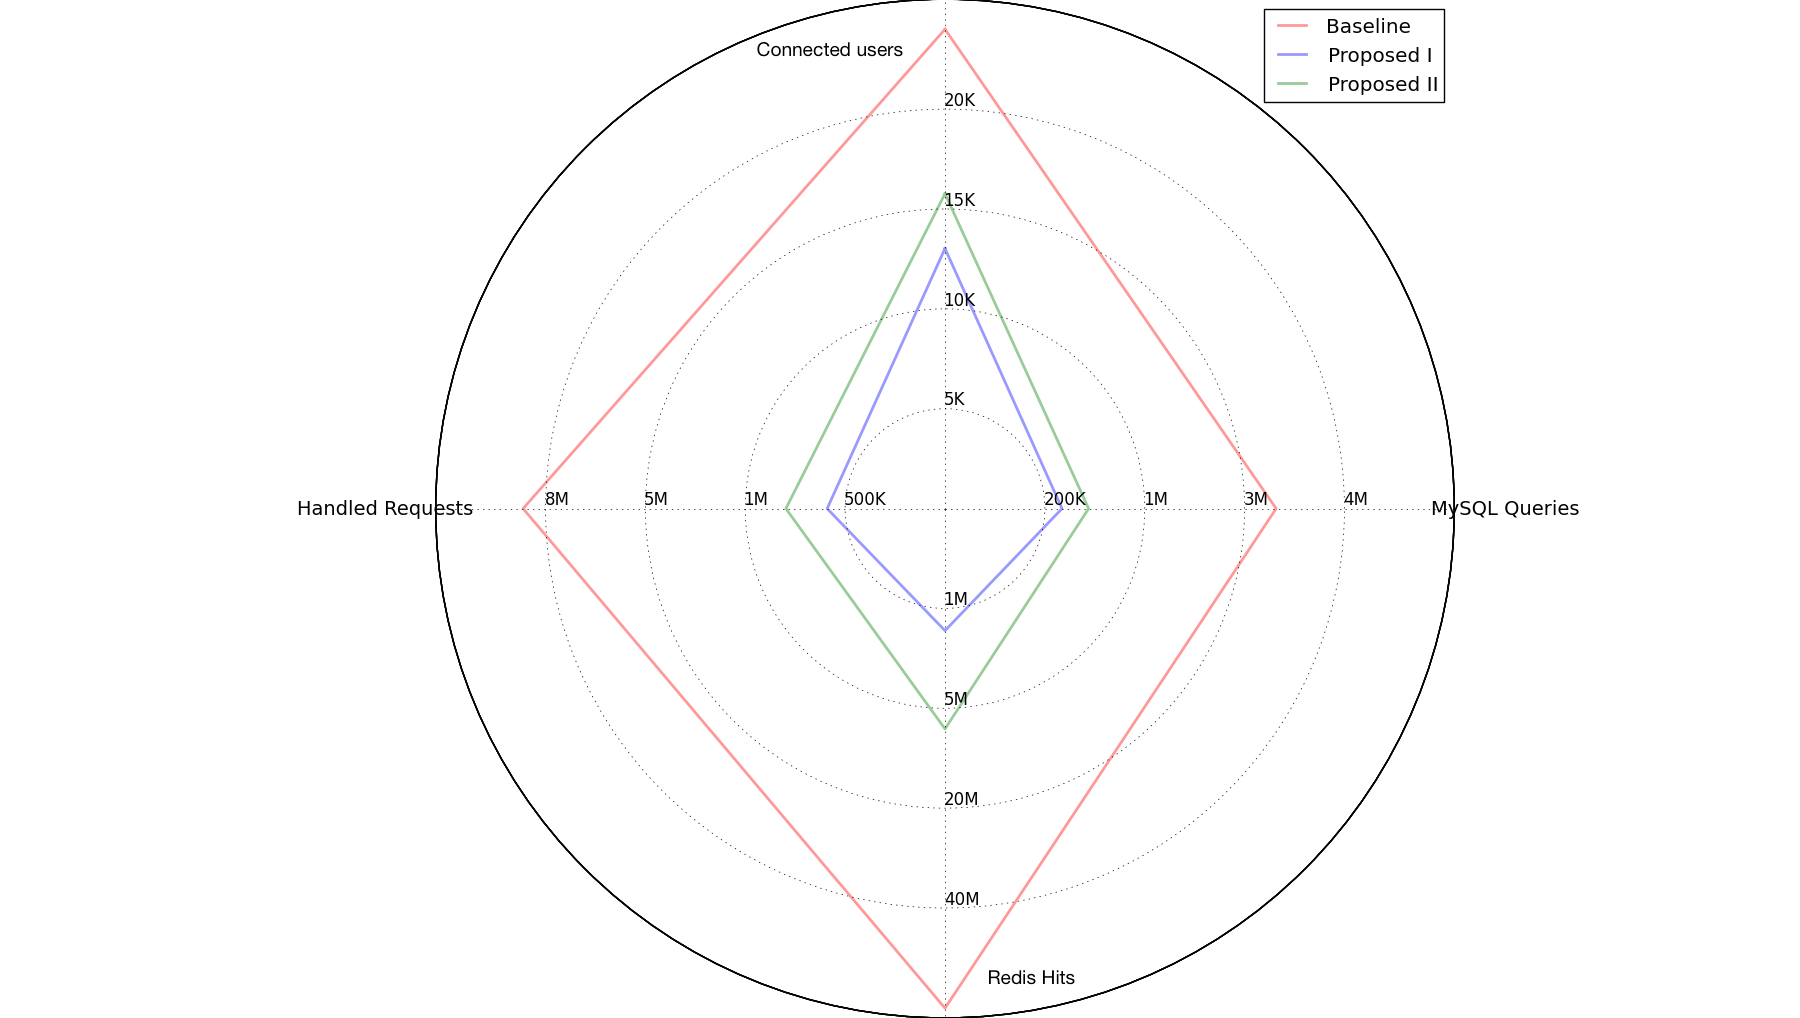 Baseline
Proposed I
Proposed II
Connected users
20K
15K
10K
5K
Handled Requests
8M
5M
1M
500K
200K
1M
3M
4M
MySQL Queries
1M
5M
20M
40M
Redis Hits